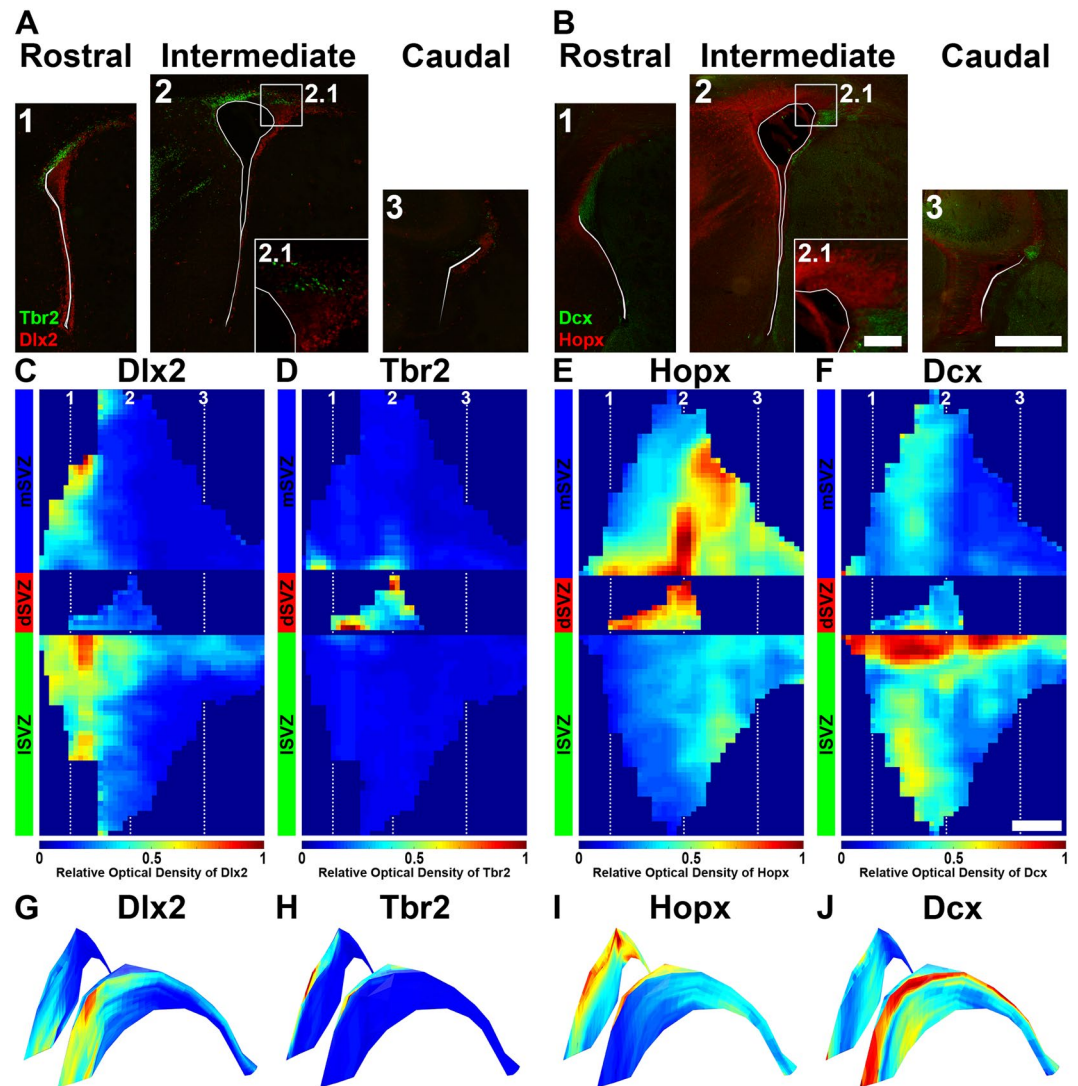 A
Rostral Intermediate Caudal
1
2
2.1
3
2.1
Tbr2
Dlx2
B
Rostral Intermediate Caudal
1
2
2.1
3
2.1
Dcx
Hopx
C Dlx2
1 2 3
mSVZ
dSVZ
lSVZ
0 0.5 1
Relative Optical Density of Dlx2
D Tbr2
1 2 3
mSVZ
dSVZ
lSVZ
0 0.5 1
Relative Optical Density of Tbr2
E Hopx
1 2 3
mSVZ
dSVZ
lSVZ
0 0.5 1
Relative Optical Density of Hopx
F Dcx
1 2 3
mSVZ
dSVZ
lSVZ
0 0.5 1
Relative Optical Density of Dcx
G Dlx2
H Tbr2
I Hopx
J Dcx